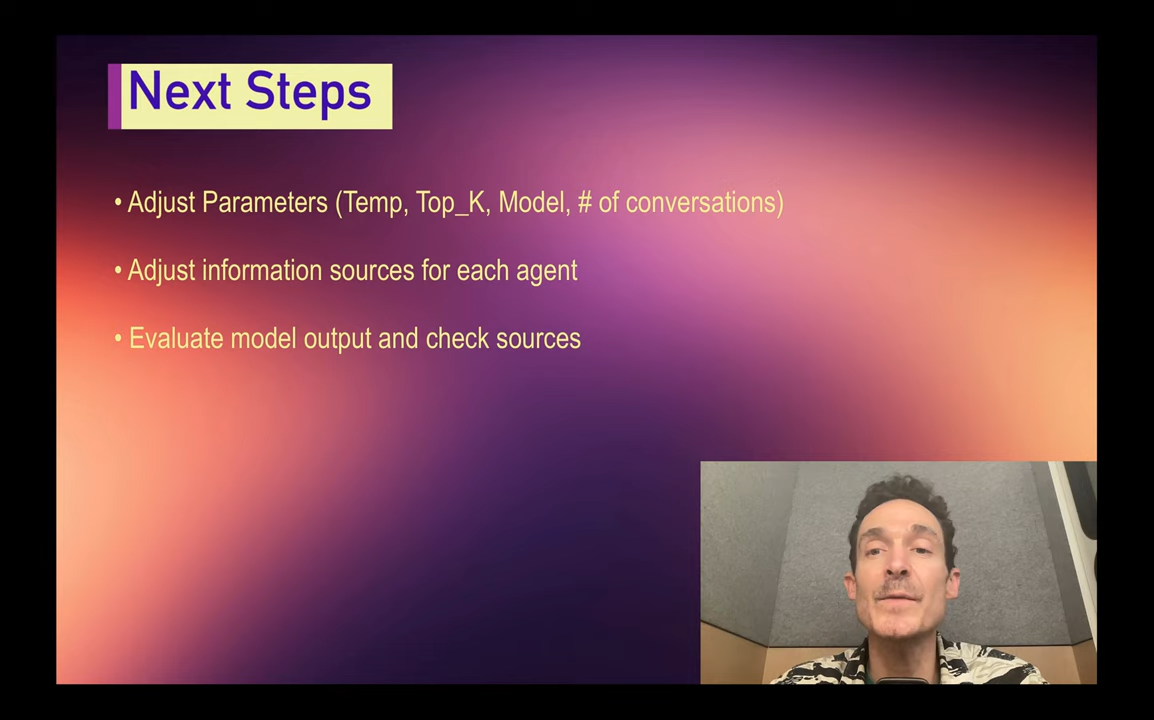 Next Steps
• Adjust Parameters (Temp, Top_K, Model, # of conversations)
• Adjust information sources for each agent
• Evaluate model output and check sources